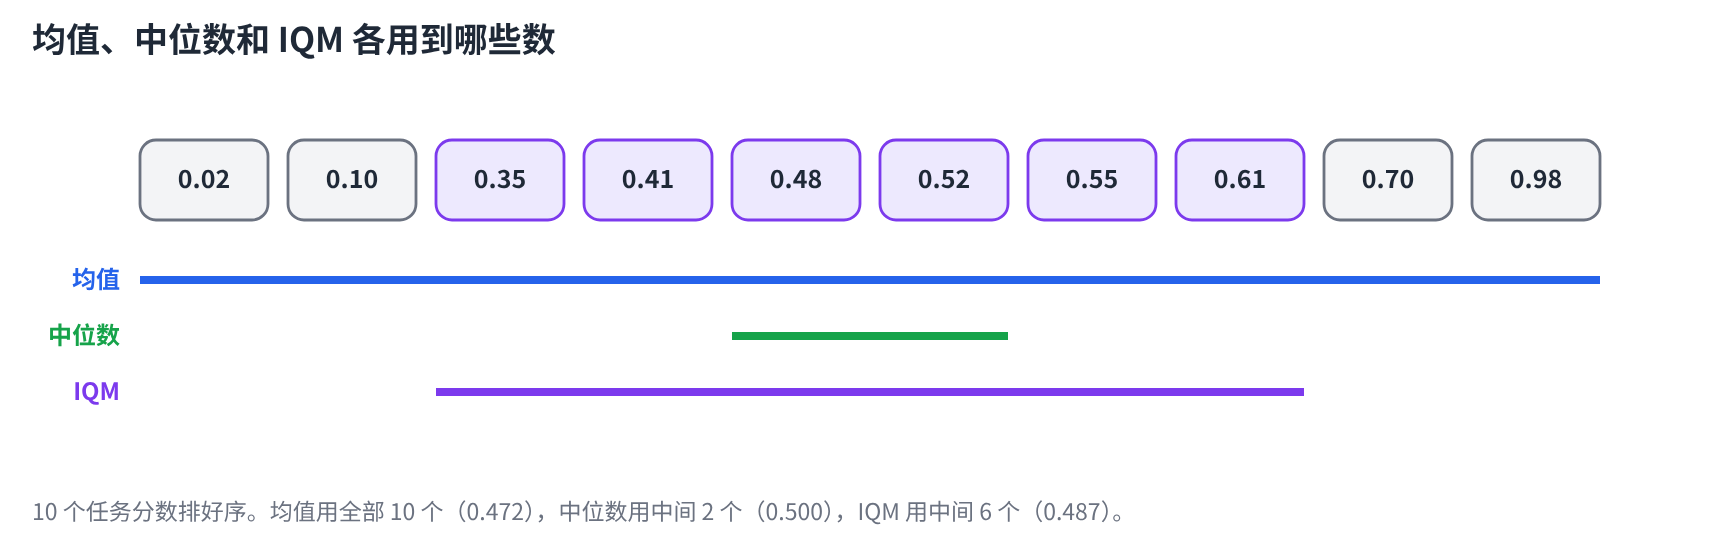 均值、中位数和 IQM 各用到哪些数
0.02 0.10 0.35 0.41 0.48 0.52 0.55 0.61 0.70 0.98
均值
中位数
IQM
10 个任务分数排好序。均值用全部 10 个（0.472），中位数用中间 2 个（0.500），IQM 用中间 6 个（0.487）。